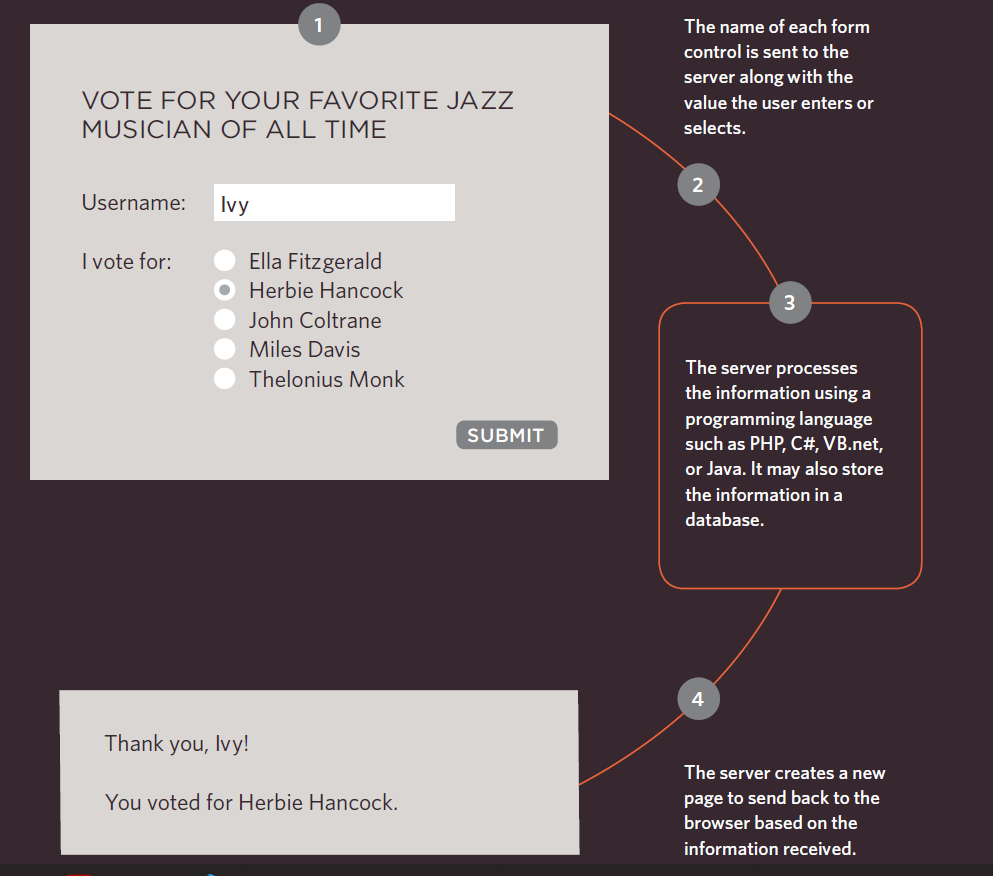 1
VOTE FOR YOUR FAVORITE JAZZ
MUSICIAN OF ALL TIME
Username: Ivy
I vote for: Ella Fitzgerald
Herbie Hancock
John Coltrane
Miles Davis
Thelonius Monk
SUBMIT
The name of each form
control is sent to the
server along with the
value the user enters or
selects.
2
3
The server processes
the information using a
programming language
such as PHP, C#, VB.net,
or Java. It may also store
the information in a
database.
4
The server creates a new
page to send back to the
browser based on the
information received.
Thank you, Ivy!
You voted for Herbie Hancock.